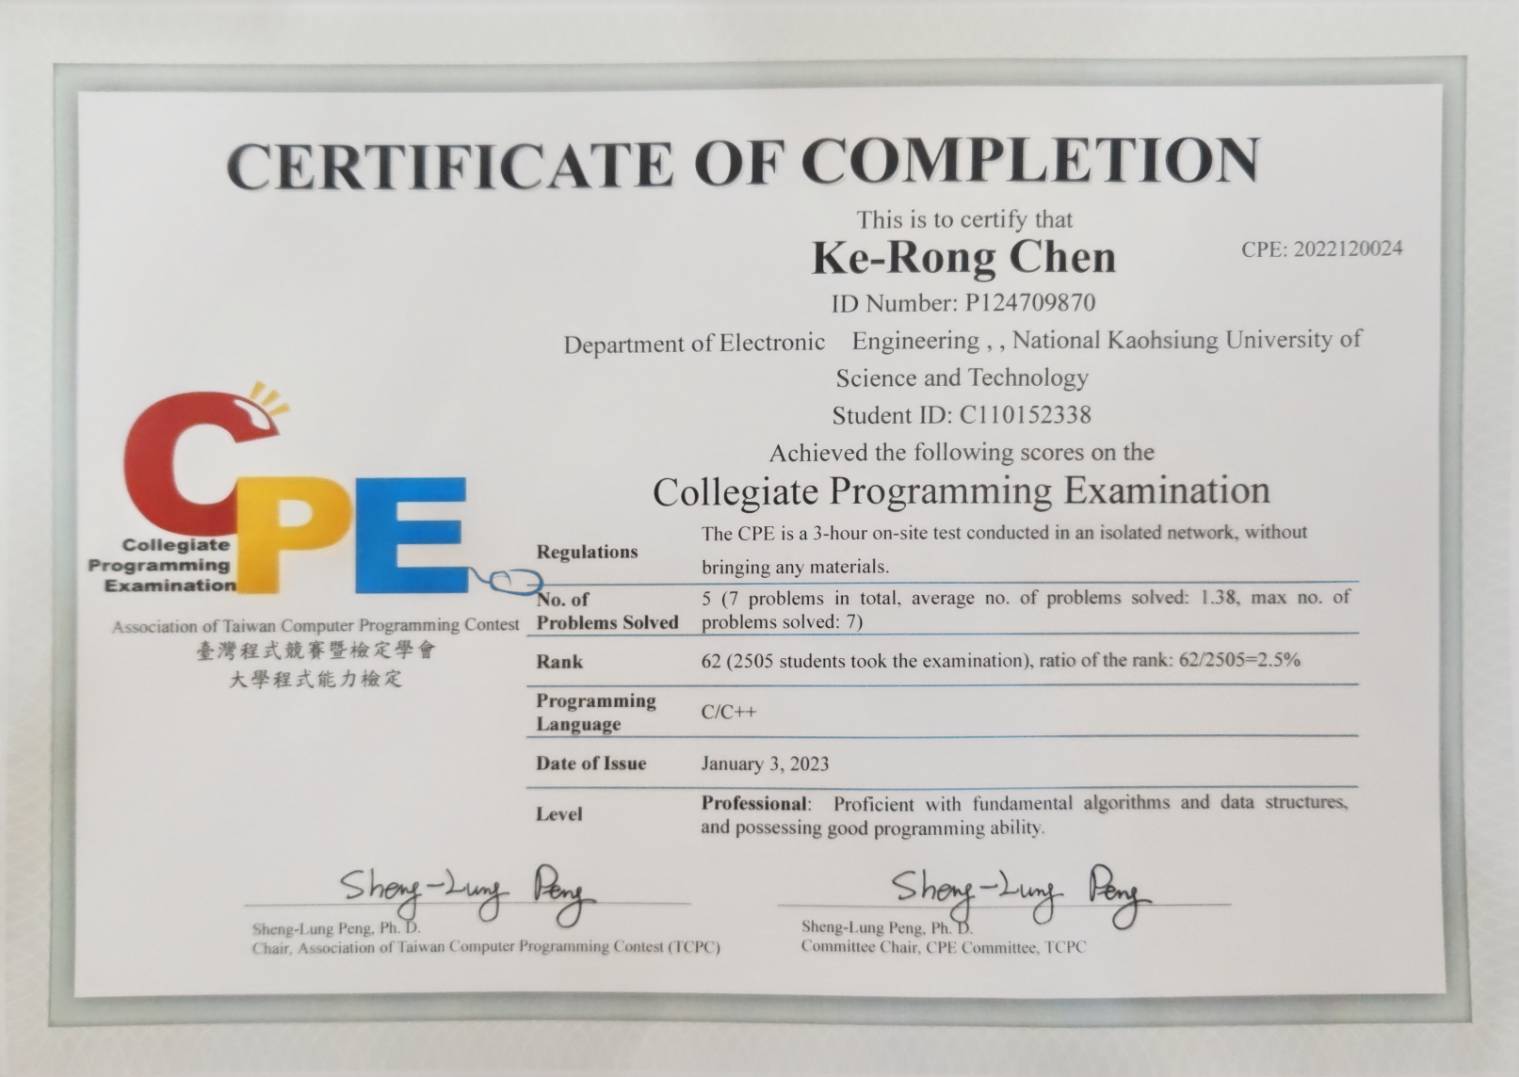 CERTIFICATE OF COMPLETION
This is to certify that
Ke-Rong Chen
CPE: 2022120024
ID Number: P124709870
Department of Electronic Engineering , , National Kaohsiung University of
Science and Technology
Student ID: C110152338
Achieved the following scores on the
Collegiate Programming Examination
CPE
Collegiate
Programming
Examination
Association of Taiwan Computer Programming Contest
臺灣程式競賽暨檢定學會
大學程式能力檢定
Regulations
The CPE is a 3-hour on-site test conducted in an isolated network, without
bringing any materials.
No. of
Problems Solved
5 (7 problems in total, average no. of problems solved: 1.38, max no. of
problems solved: 7)
Rank
62 (2505 students took the examination), ratio of the rank: 62/2505=2.5%
Programming
Language
C/C++
Date of Issue
January 3, 2023
Level
Professional: Proficient with fundamental algorithms and data structures,
and possessing good programming ability.
Sheng-Lung Peng
Sheng-Lung Peng, Ph. D.
Chair, Association of Taiwan Computer Programming Contest (TCPC)
Sheng-Lung Peng
Sheng-Lung Peng, Ph. D.
Committee Chair, CPE Committee, TCPC